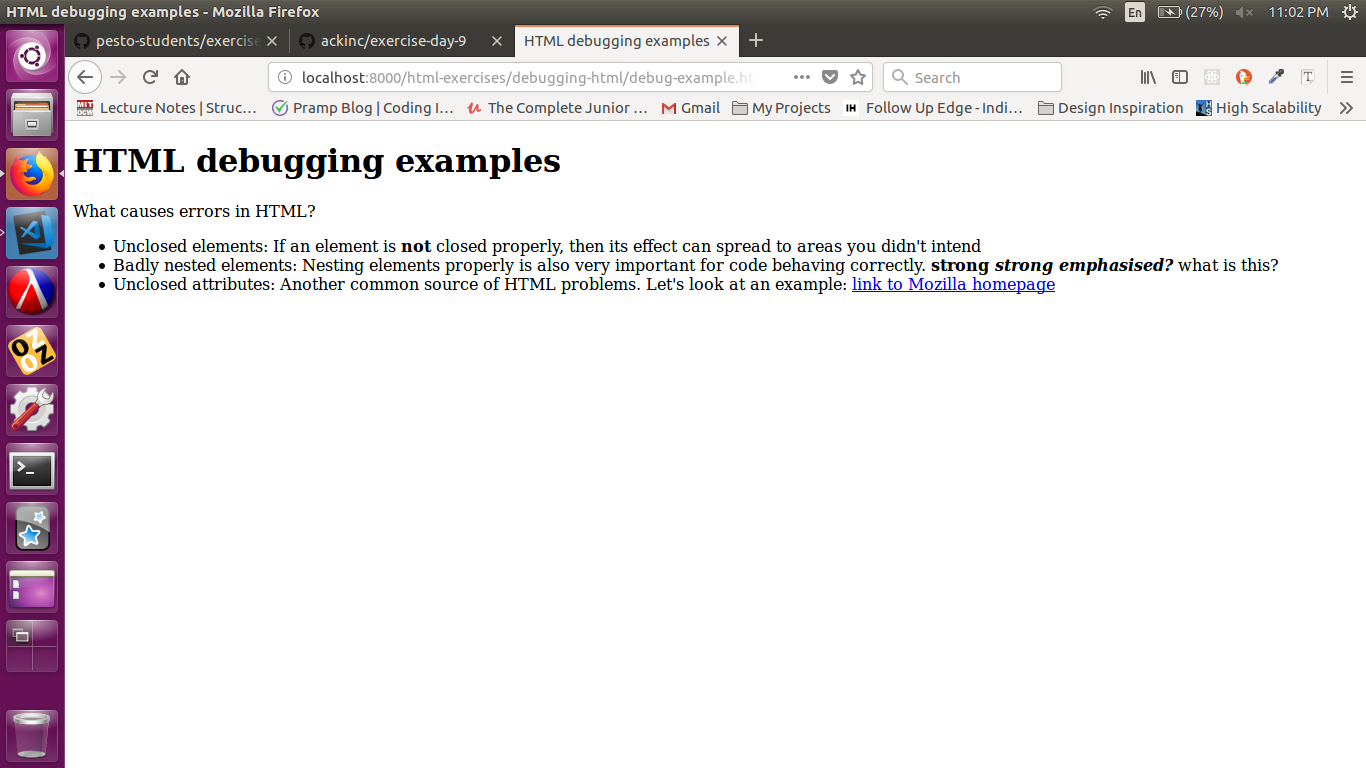 HTML debugging examples - Mozilla Firefox
En (27%) 11:02 PM
pesto-students/exercise
ackinc/exercise-day-9
HTML debugging examples
localhost:8000/html-exercises/debugging-html/debug-example.ht
Search
MIT OCW Lecture Notes | Struc… Pramp Blog | Coding I… The Complete Junior … Gmail My Projects IH Follow Up Edge - Indi… Design Inspiration HS High Scalability
HTML debugging examples
What causes errors in HTML?
• Unclosed elements: If an element is not closed properly, then its effect can spread to areas you didn't intend
• Badly nested elements: Nesting elements properly is also very important for code behaving correctly. strong strong emphasised? what is this?
• Unclosed attributes: Another common source of HTML problems. Let's look at an example: link to Mozilla homepage